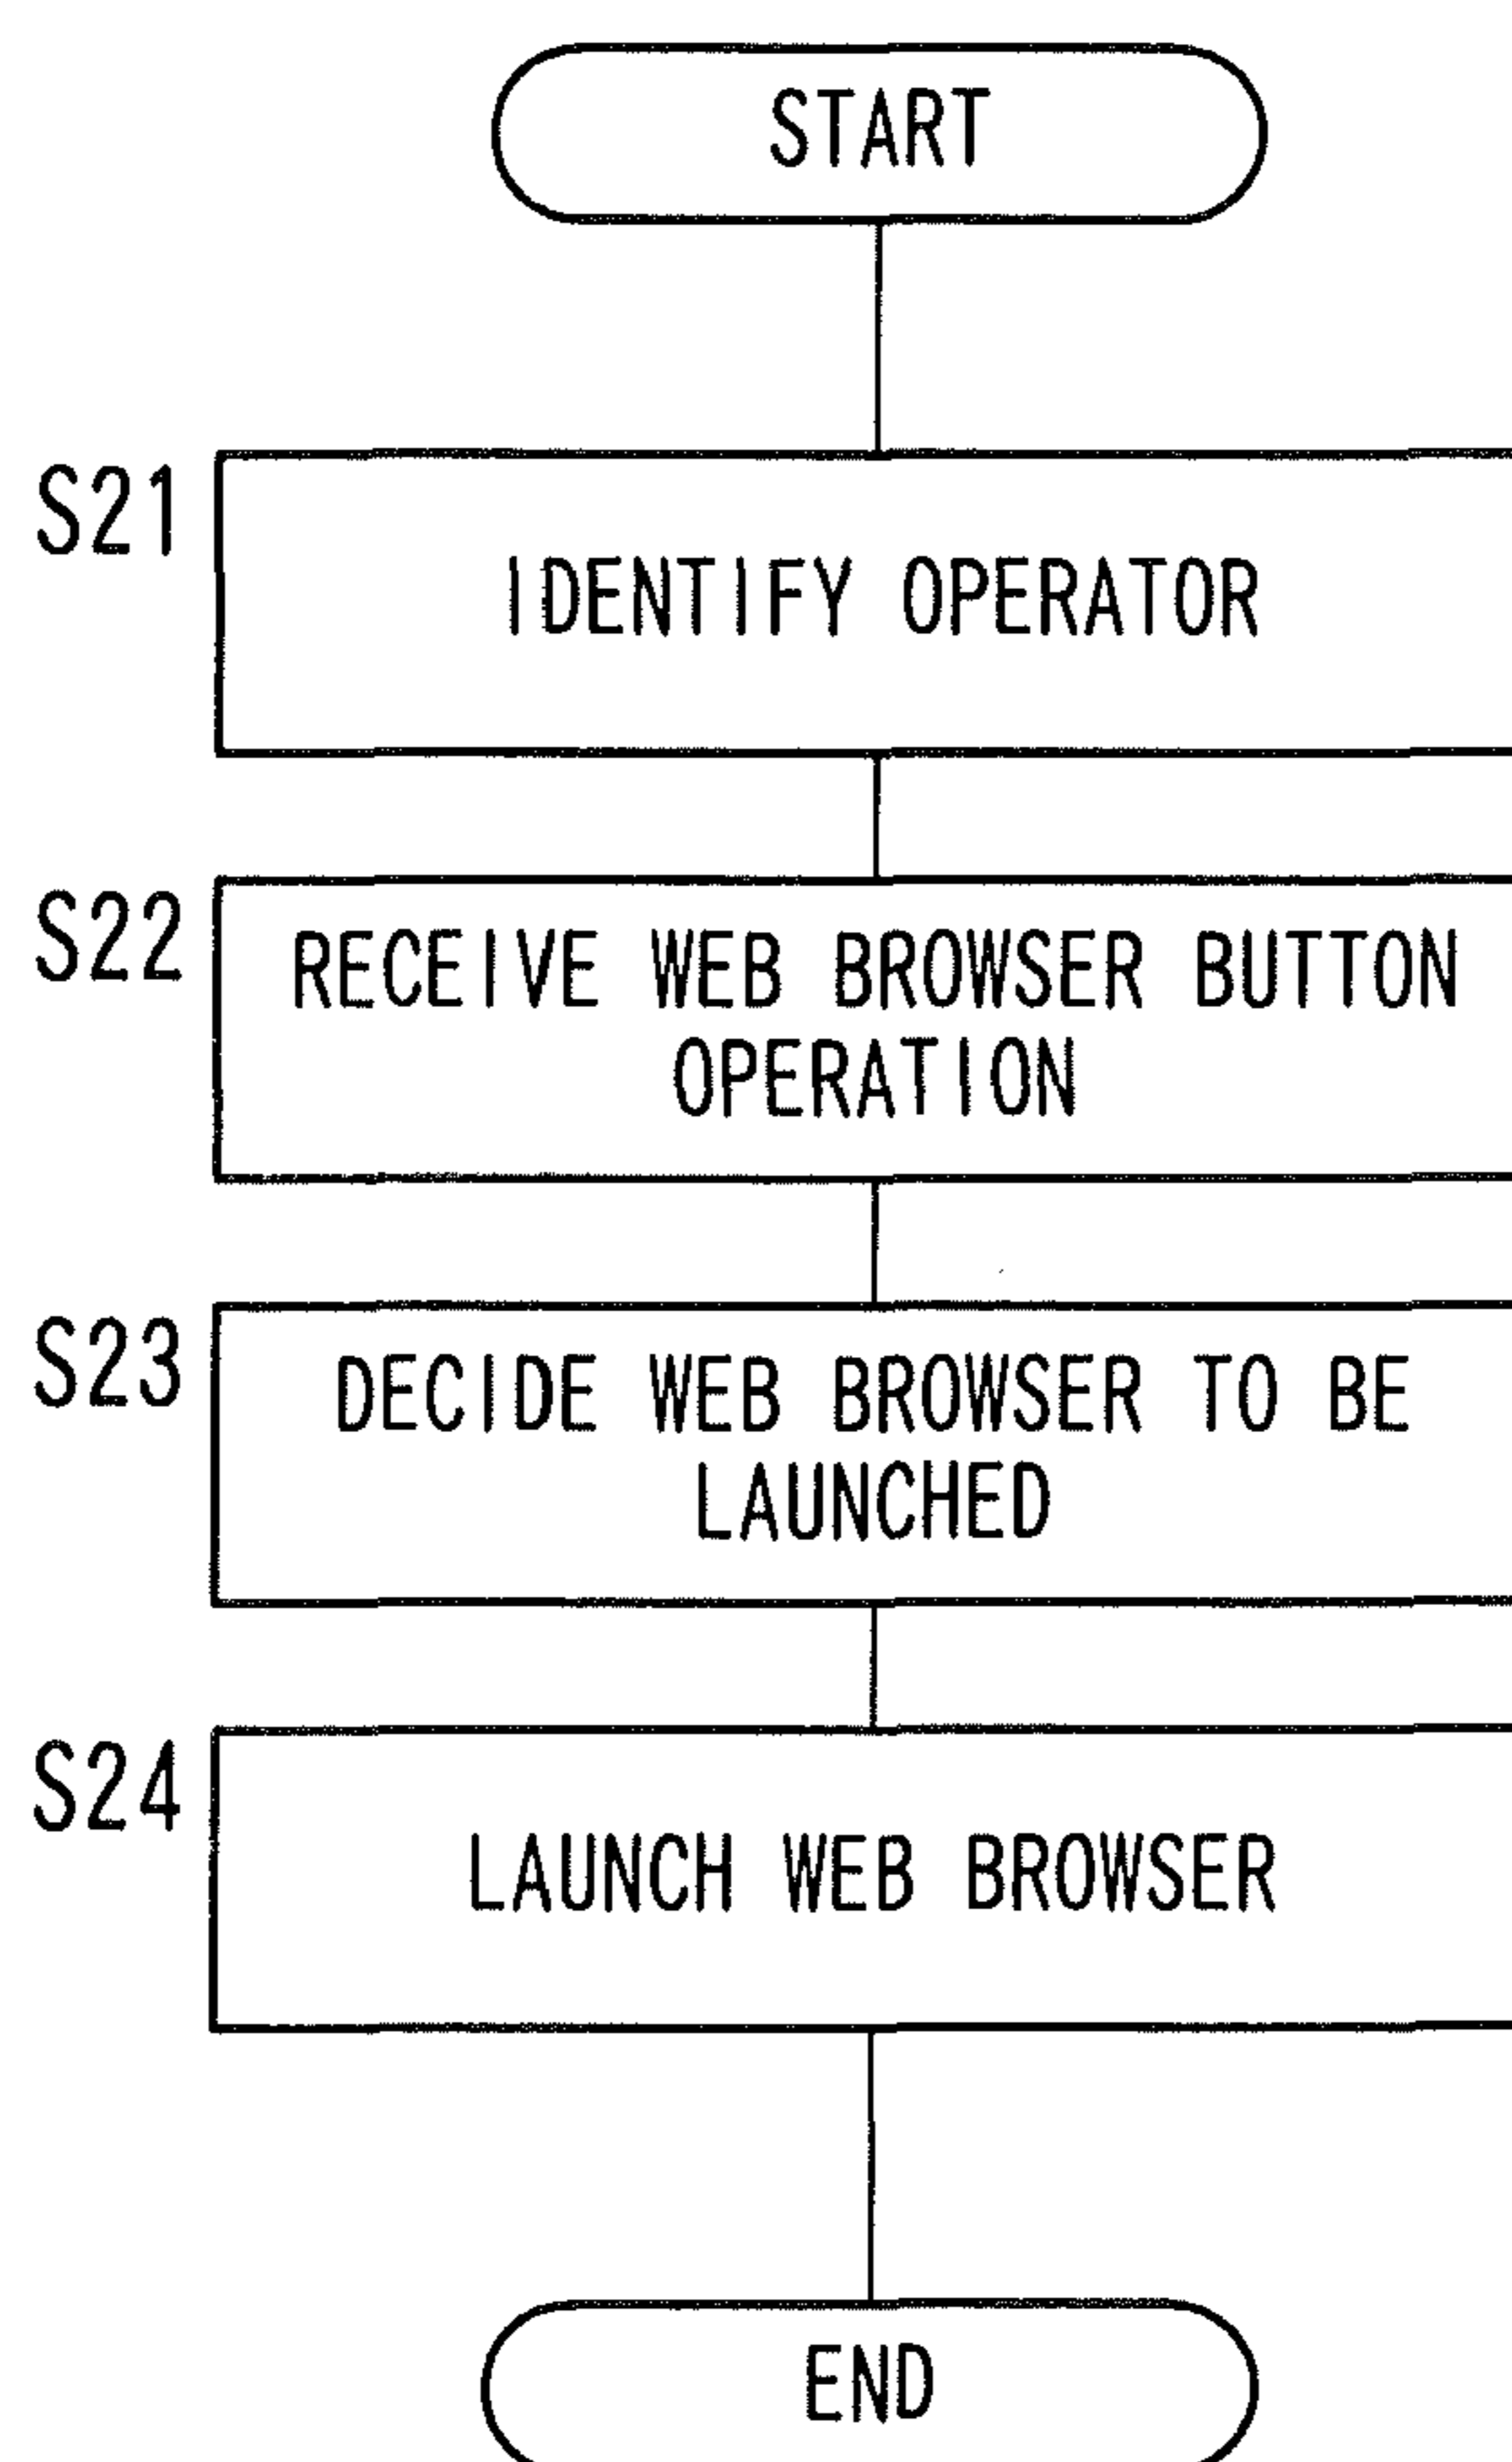 START
S21
IDENTIFY OPERATOR
S22
RECEIVE WEB BROWSER BUTTON
OPERATION
S23
DECIDE WEB BROWSER TO BE
LAUNCHED
S24
LAUNCH WEB BROWSER
END